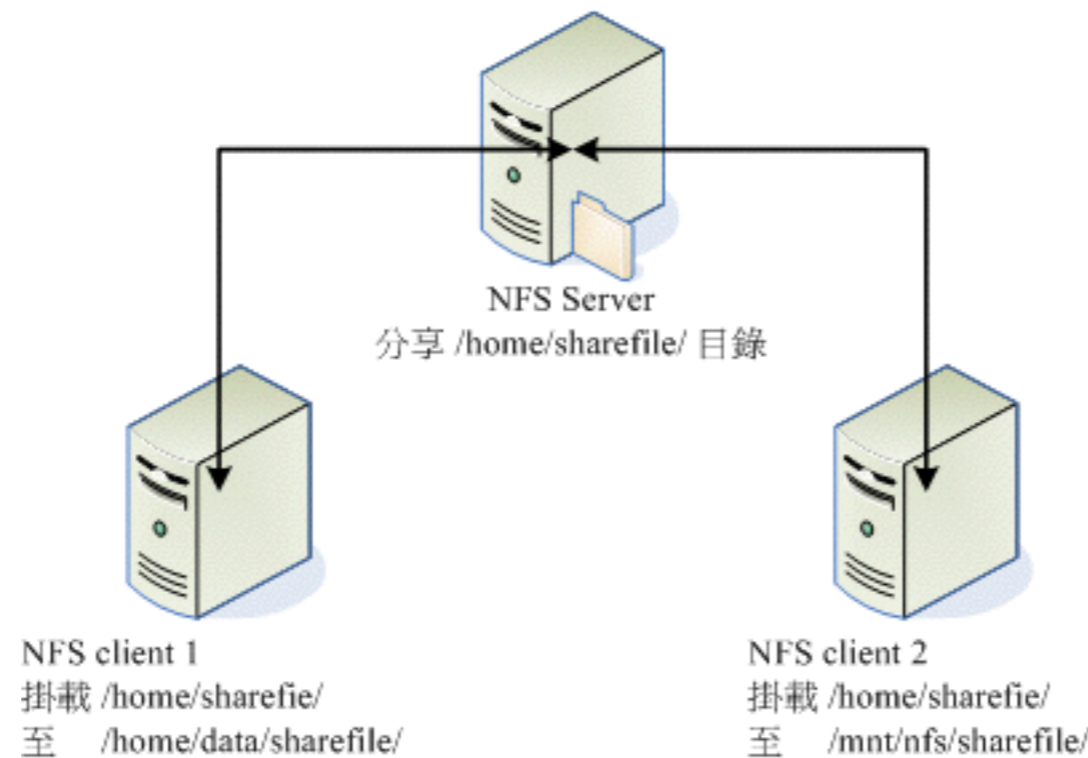 NFS Server
分享 /home/sharefile/ 目錄
NFS client 1
掛載 /home/sharefie/
至 /home/data/sharefile/
NFS client 2
掛載 /home/sharefie/
至 /mnt/nfs/sharefile/